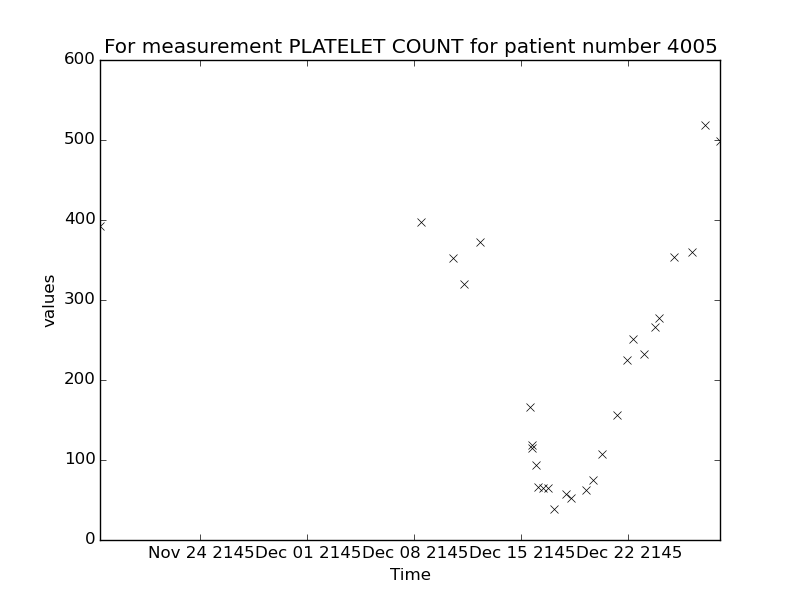 For measurement PLATELET COUNT for patient number 4005
600
500
400
300
200
100
0
values
Nov 24 2145 Dec 01 2145 Dec 08 2145 Dec 15 2145 Dec 22 2145
Time